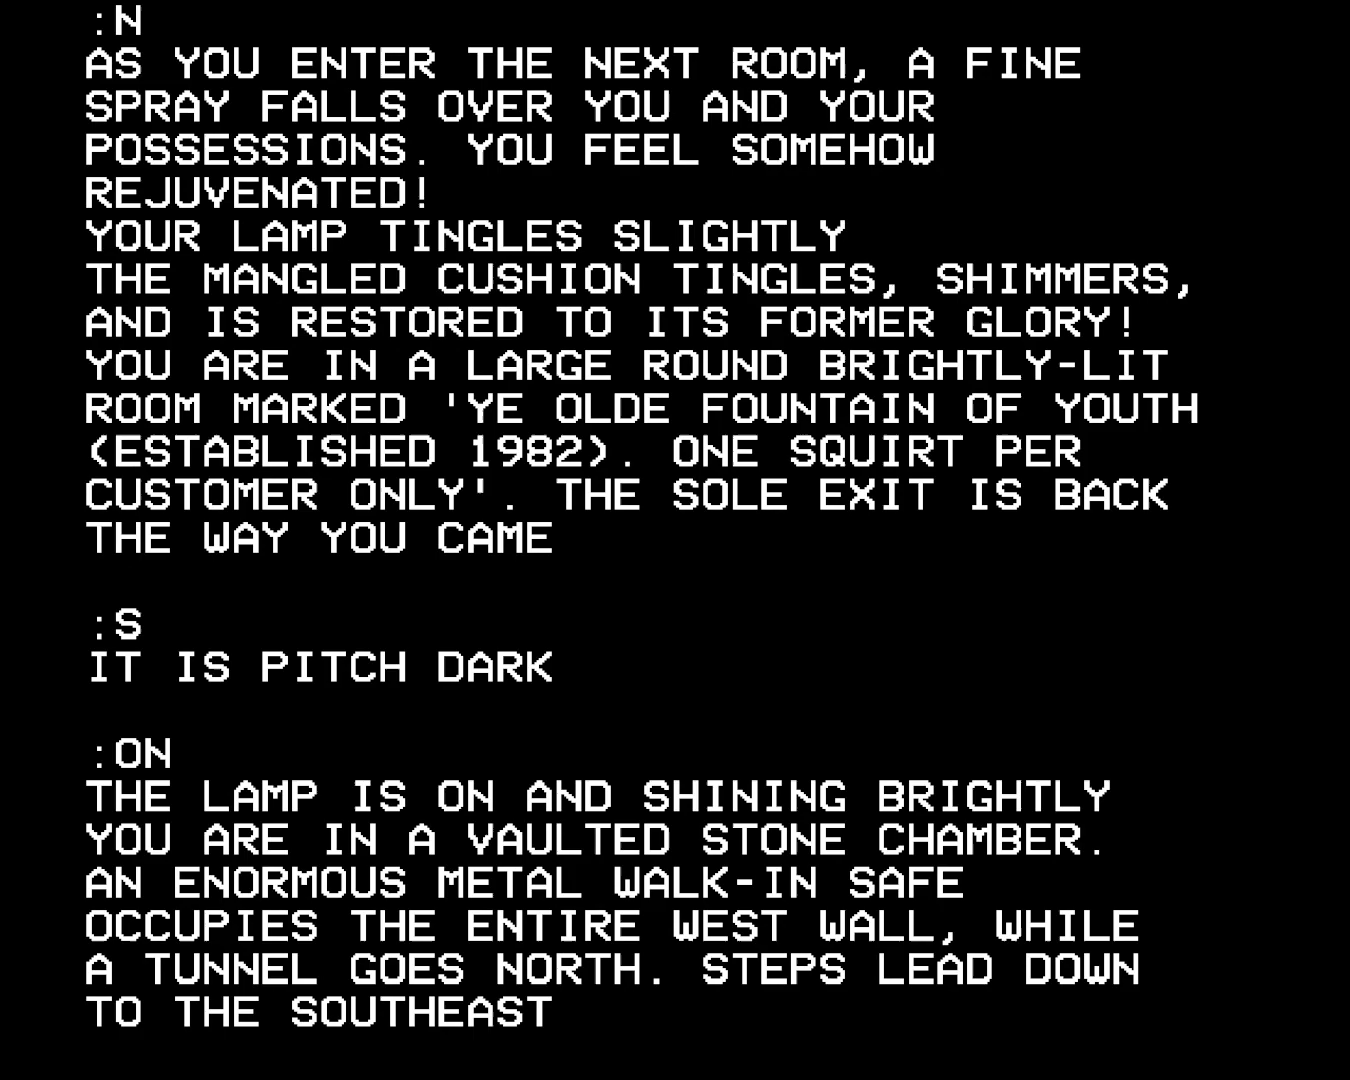 :N
AS YOU ENTER THE NEXT ROOM, A FINE
SPRAY FALLS OVER YOU AND YOUR
POSSESSIONS. YOU FEEL SOMEHOW
REJUVENATED!
YOUR LAMP TINGLES SLIGHTLY
THE MANGLED CUSHION TINGLES, SHIMMERS,
AND IS RESTORED TO ITS FORMER GLORY!
YOU ARE IN A LARGE ROUND BRIGHTLY-LIT
ROOM MARKED 'YE OLDE FOUNTAIN OF YOUTH
(ESTABLISHED 1982). ONE SQUIRT PER
CUSTOMER ONLY'. THE SOLE EXIT IS BACK
THE WAY YOU CAME
:S
IT IS PITCH DARK
:ON
THE LAMP IS ON AND SHINING BRIGHTLY
YOU ARE IN A VAULTED STONE CHAMBER.
AN ENORMOUS METAL WALK-IN SAFE
OCCUPIES THE ENTIRE WEST WALL, WHILE
A TUNNEL GOES NORTH. STEPS LEAD DOWN
TO THE SOUTHEAST